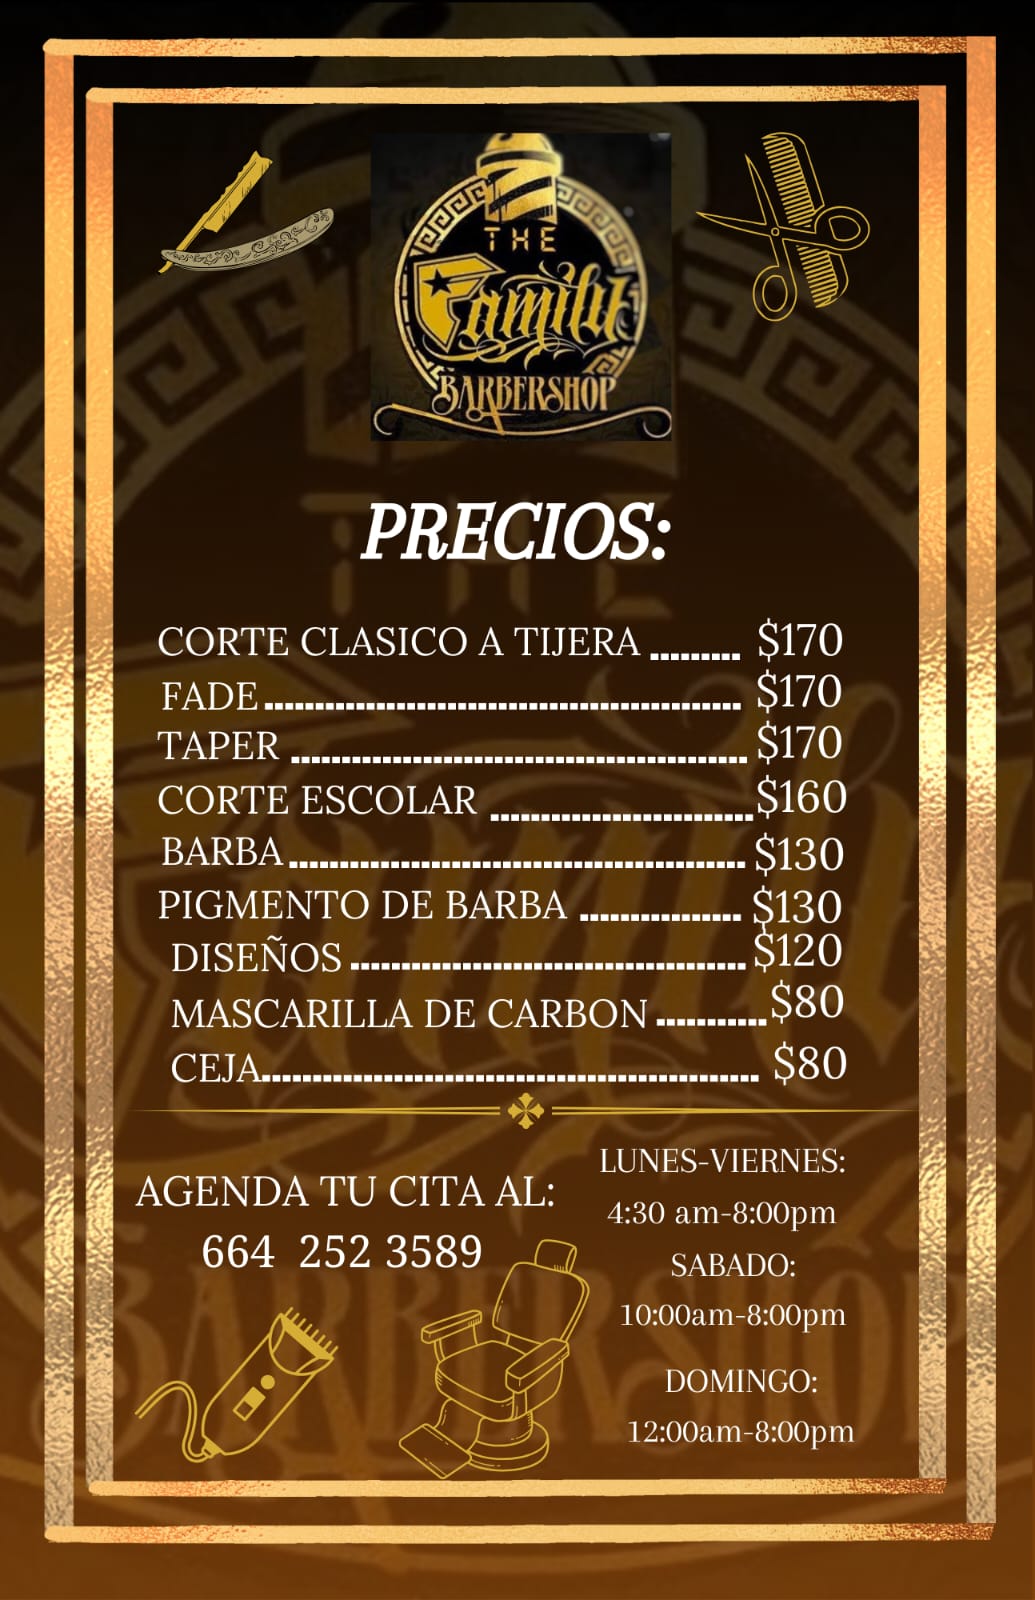 THE
Family
BARBERSHOP
PRECIOS:
CORTE CLASICO A TIJERA ......... $170
FADE ................................................ $170
TAPER .............................................. $170
CORTE ESCOLAR .......................... $160
BARBA .............................................. $130
PIGMENTO DE BARBA ................ $130
DISEÑOS ........................................ $120
MASCARILLA DE CARBON ........... $80
CEJA .................................................. $80
AGENDA TU CITA AL:
664 252 3589
LUNES-VIERNES:
4:30 am-8:00pm
SABADO:
10:00am-8:00pm
DOMINGO:
12:00am-8:00pm